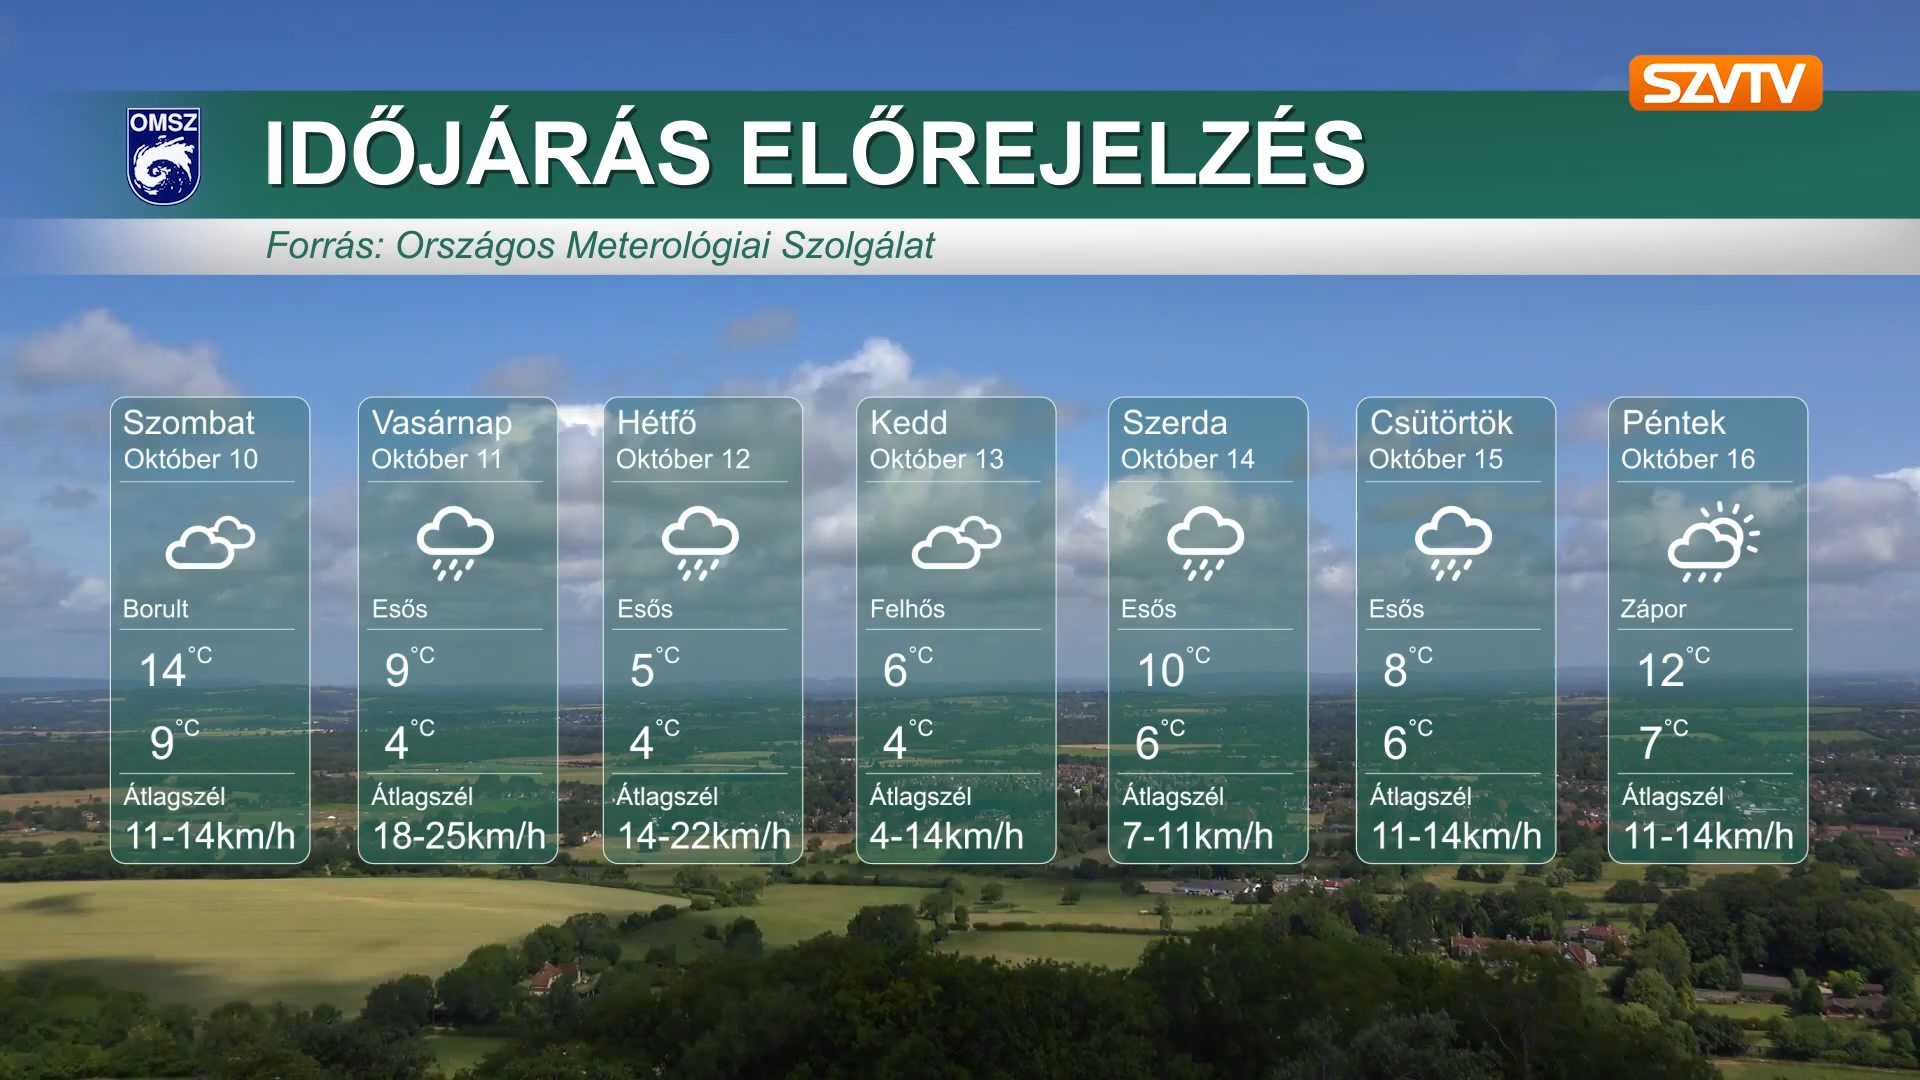 SZVTV
OMSZ
IDŐJÁRÁS ELŐREJELZÉS
Forrás: Országos Meterológiai Szolgálat
Szombat
Október 10
Borult
14°C
9°C
Átlagszél
11-14km/h
Vasárnap
Október 11
Esős
9°C
4°C
Átlagszél
18-25km/h
Hétfő
Október 12
Esős
5°C
4°C
Átlagszél
14-22km/h
Kedd
Október 13
Felhős
6°C
4°C
Átlagszél
4-14km/h
Szerda
Október 14
Esős
10°C
6°C
Átlagszél
7-11km/h
Csütörtök
Október 15
Esős
8°C
6°C
Átlagszél
11-14km/h
Péntek
Október 16
Zápor
12°C
7°C
Átlagszél
11-14km/h